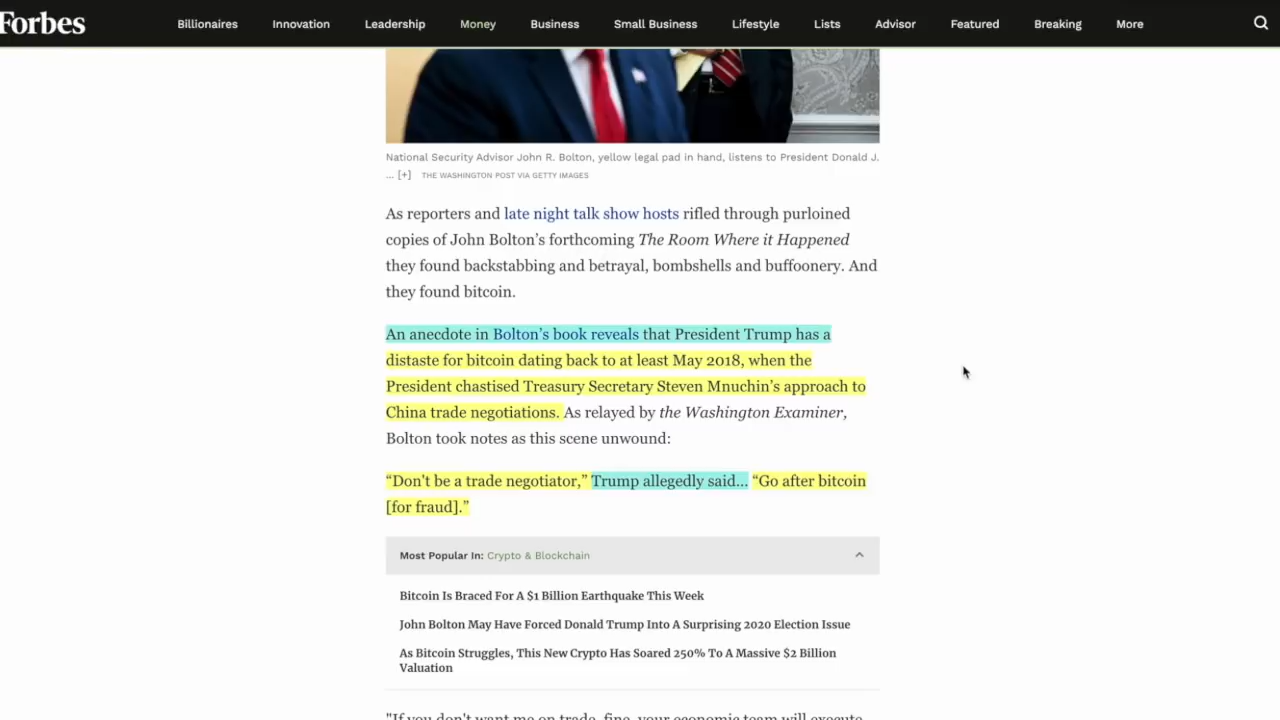 Forbes
Billionaires Innovation Leadership Money Business Small Business Lifestyle Lists Advisor Featured Breaking More
National Security Advisor John R. Bolton, yellow legal pad in hand, listens to President Donald J.
... [+] THE WASHINGTON POST VIA GETTY IMAGES
As reporters and late night talk show hosts rifled through purloined
copies of John Bolton’s forthcoming The Room Where it Happened
they found backstabbing and betrayal, bombshells and buffoonery. And
they found bitcoin.
An anecdote in Bolton’s book reveals that President Trump has a
distaste for bitcoin dating back to at least May 2018, when the
President chastised Treasury Secretary Steven Mnuchin’s approach to
China trade negotiations. As relayed by the Washington Examiner,
Bolton took notes as this scene unwound:
“Don't be a trade negotiator,” Trump allegedly said... “Go after bitcoin
[for fraud].”
Most Popular In: Crypto & Blockchain
Bitcoin Is Braced For A $1 Billion Earthquake This Week
John Bolton May Have Forced Donald Trump Into A Surprising 2020 Election Issue
As Bitcoin Struggles, This New Crypto Has Soared 250% To A Massive $2 Billion
Valuation
"If you don't want me on trade, fine, your economic team will execute